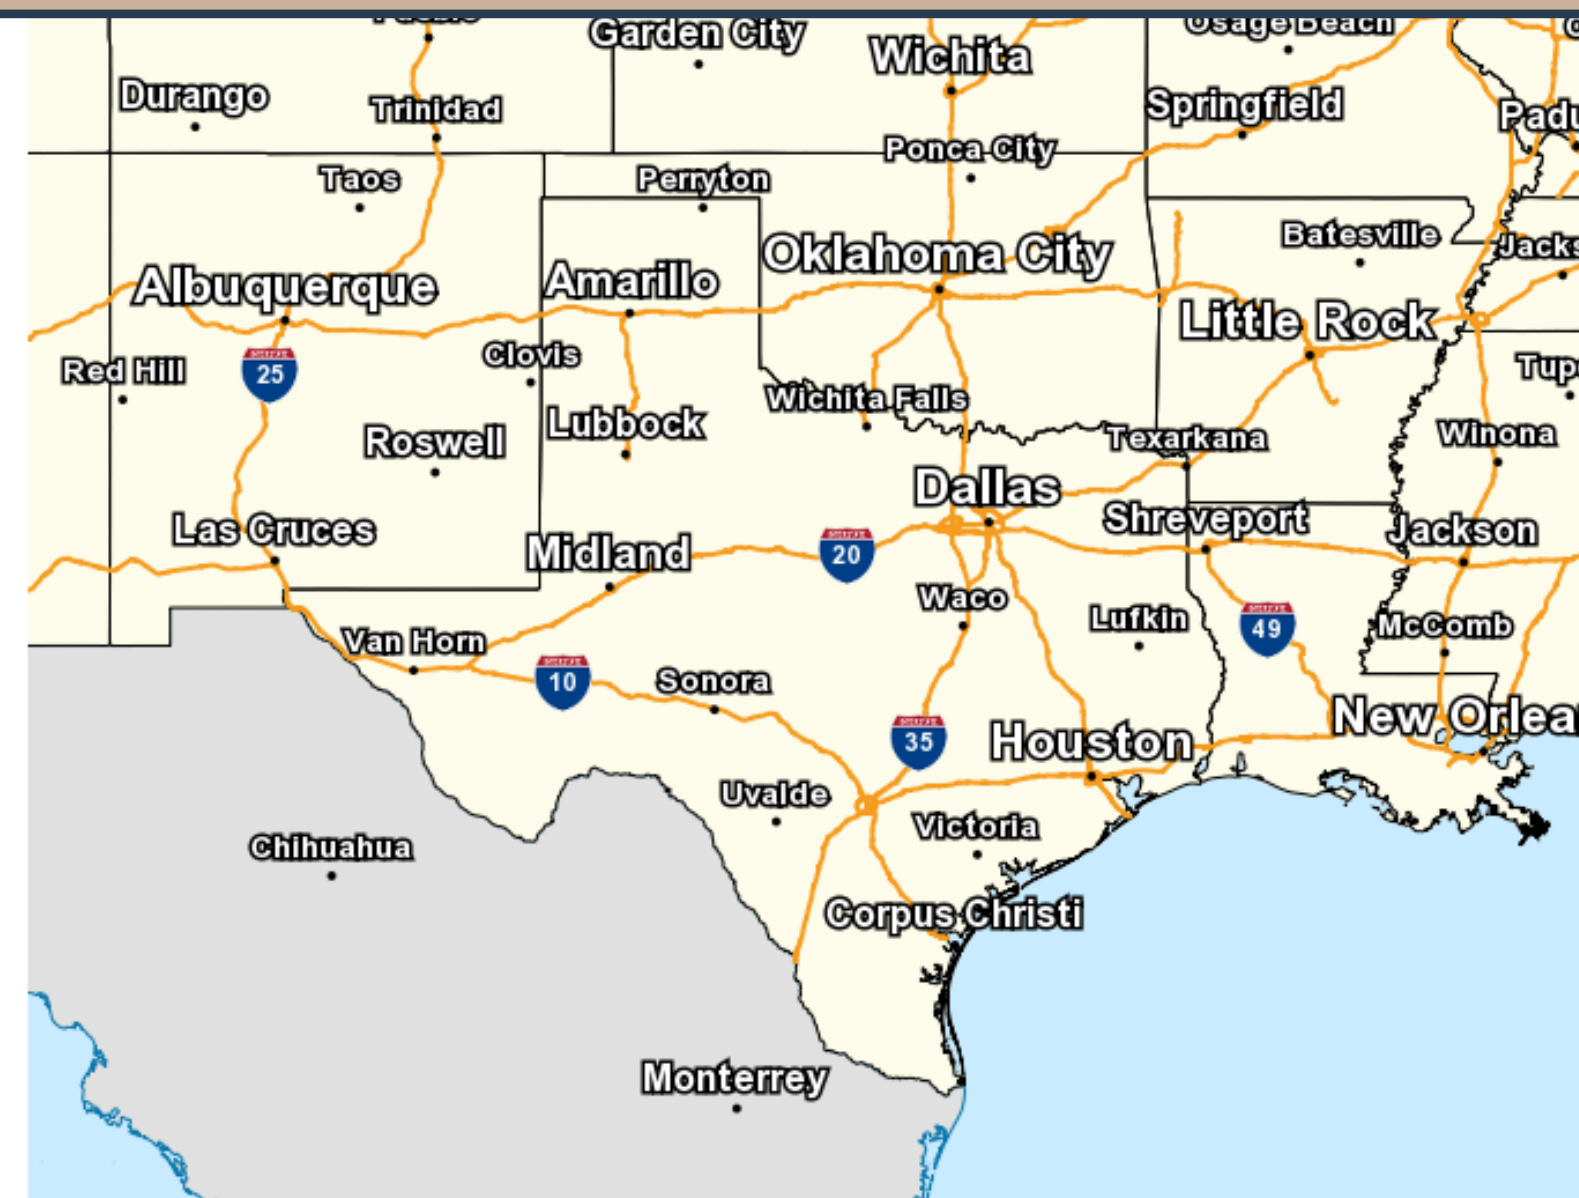 Garden City
Wichita
Osage Beach
Durango
Trinidad
Springfield
Ponca City
Taos
Perryton
Batesville
Oklahoma City
Albuquerque
Amarillo
Little Rock
Clovis
Red Hill
25
Wichita Falls
Lubbock
Roswell
Texarkana
Winona
Dallas
Las Cruces
Shreveport
Jackson
Midland
20
Waco
Lufkin
49
McComb
Van Horn
10
Sonora
35
Houston
New Orlea
Uvalde
Victoria
Chihuahua
Corpus Christi
Monterrey